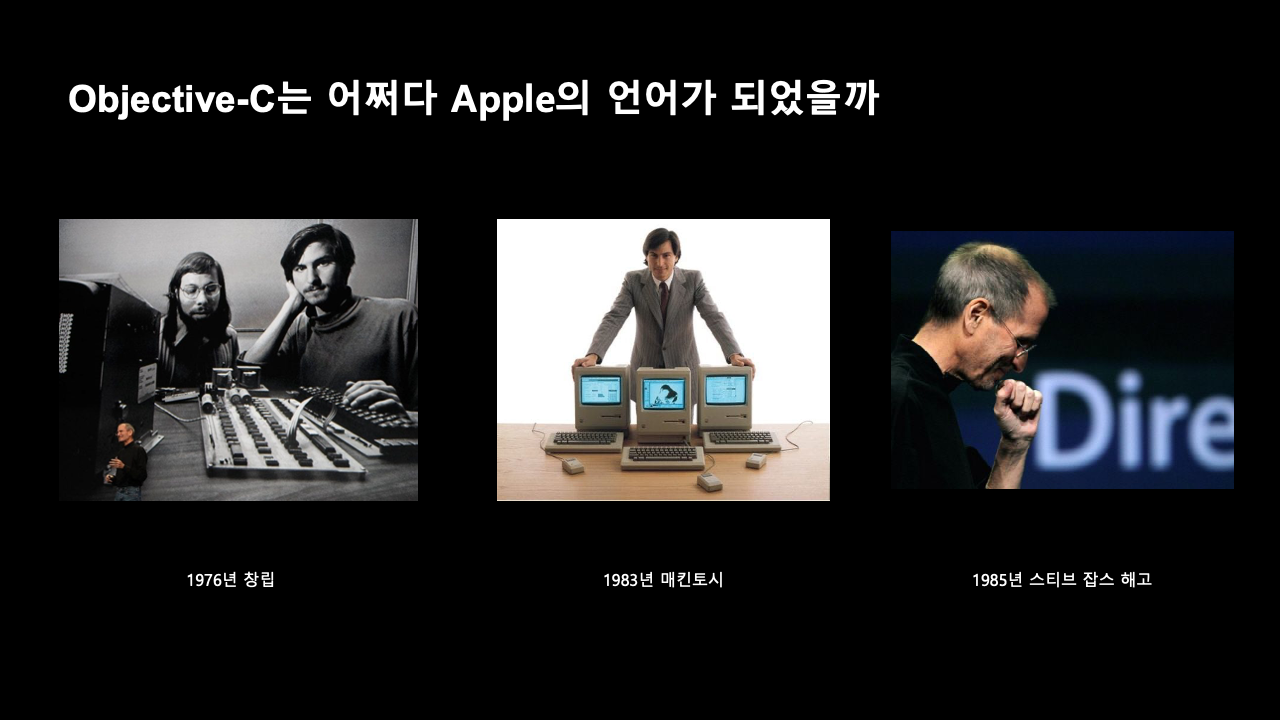 Objective-C는 어쩌다 Apple의 언어가 되었을까
Dire
1976년 창립
1983년 매킨토시
1985년 스티브 잡스 해고